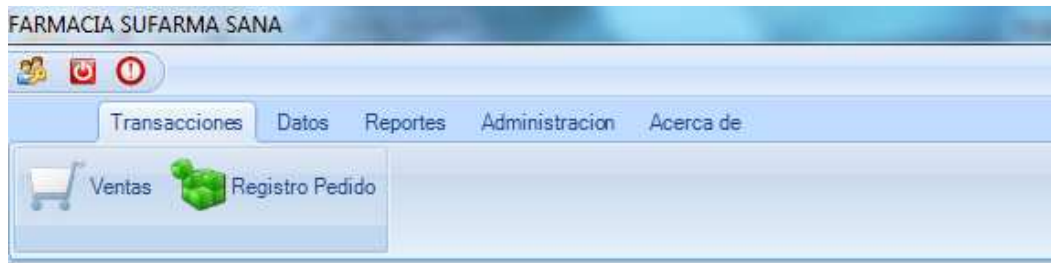 FARMACIA SUFARMA SANA
Transacciones Datos Reportes Administracion Acerca de
Ventas Registro Pedido